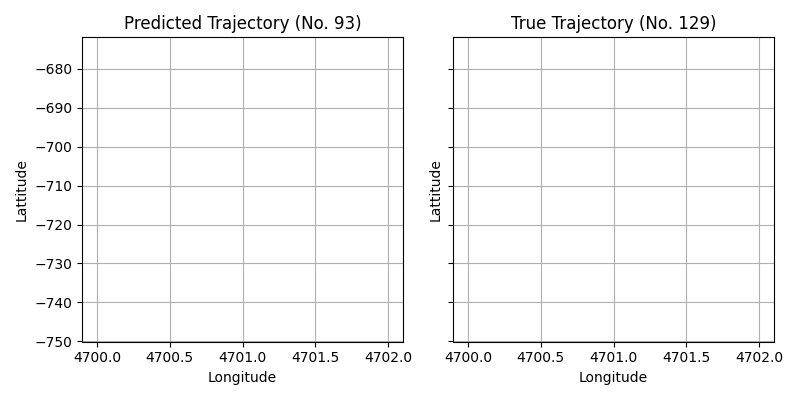 Predicted Trajectory (No. 93)
True Trajectory (No. 129)
−680
−690
−700
−710
−720
−730
−740
−750
Lattitude
Lattitude
4700.0 4700.5 4701.0 4701.5 4702.0
4700.0 4700.5 4701.0 4701.5 4702.0
Longitude
Longitude